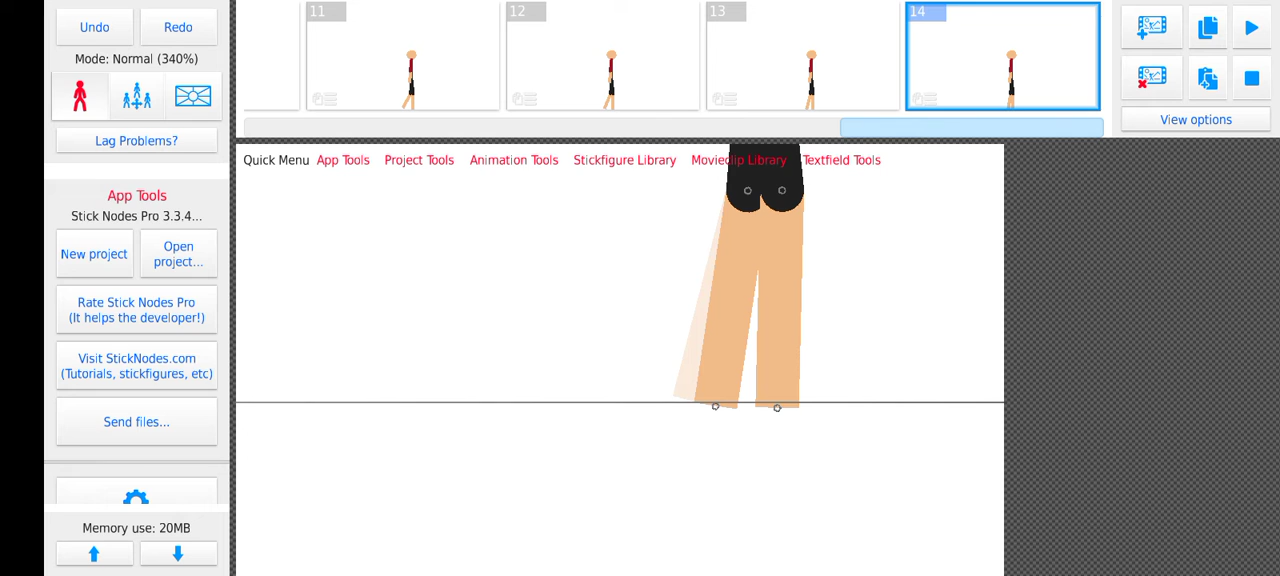 Undo
Redo
Mode: Normal (340%)
Lag Problems?
App Tools
Stick Nodes Pro 3.3.4...
New project
Open
project...
Rate Stick Nodes Pro
(It helps the developer!)
Visit StickNodes.com
(Tutorials, stickfigures, etc)
Send files...
Memory use: 20MB
11
12
13
14
View options
Quick Menu App Tools Project Tools Animation Tools Stickfigure Library Movieclip Library Textfield Tools